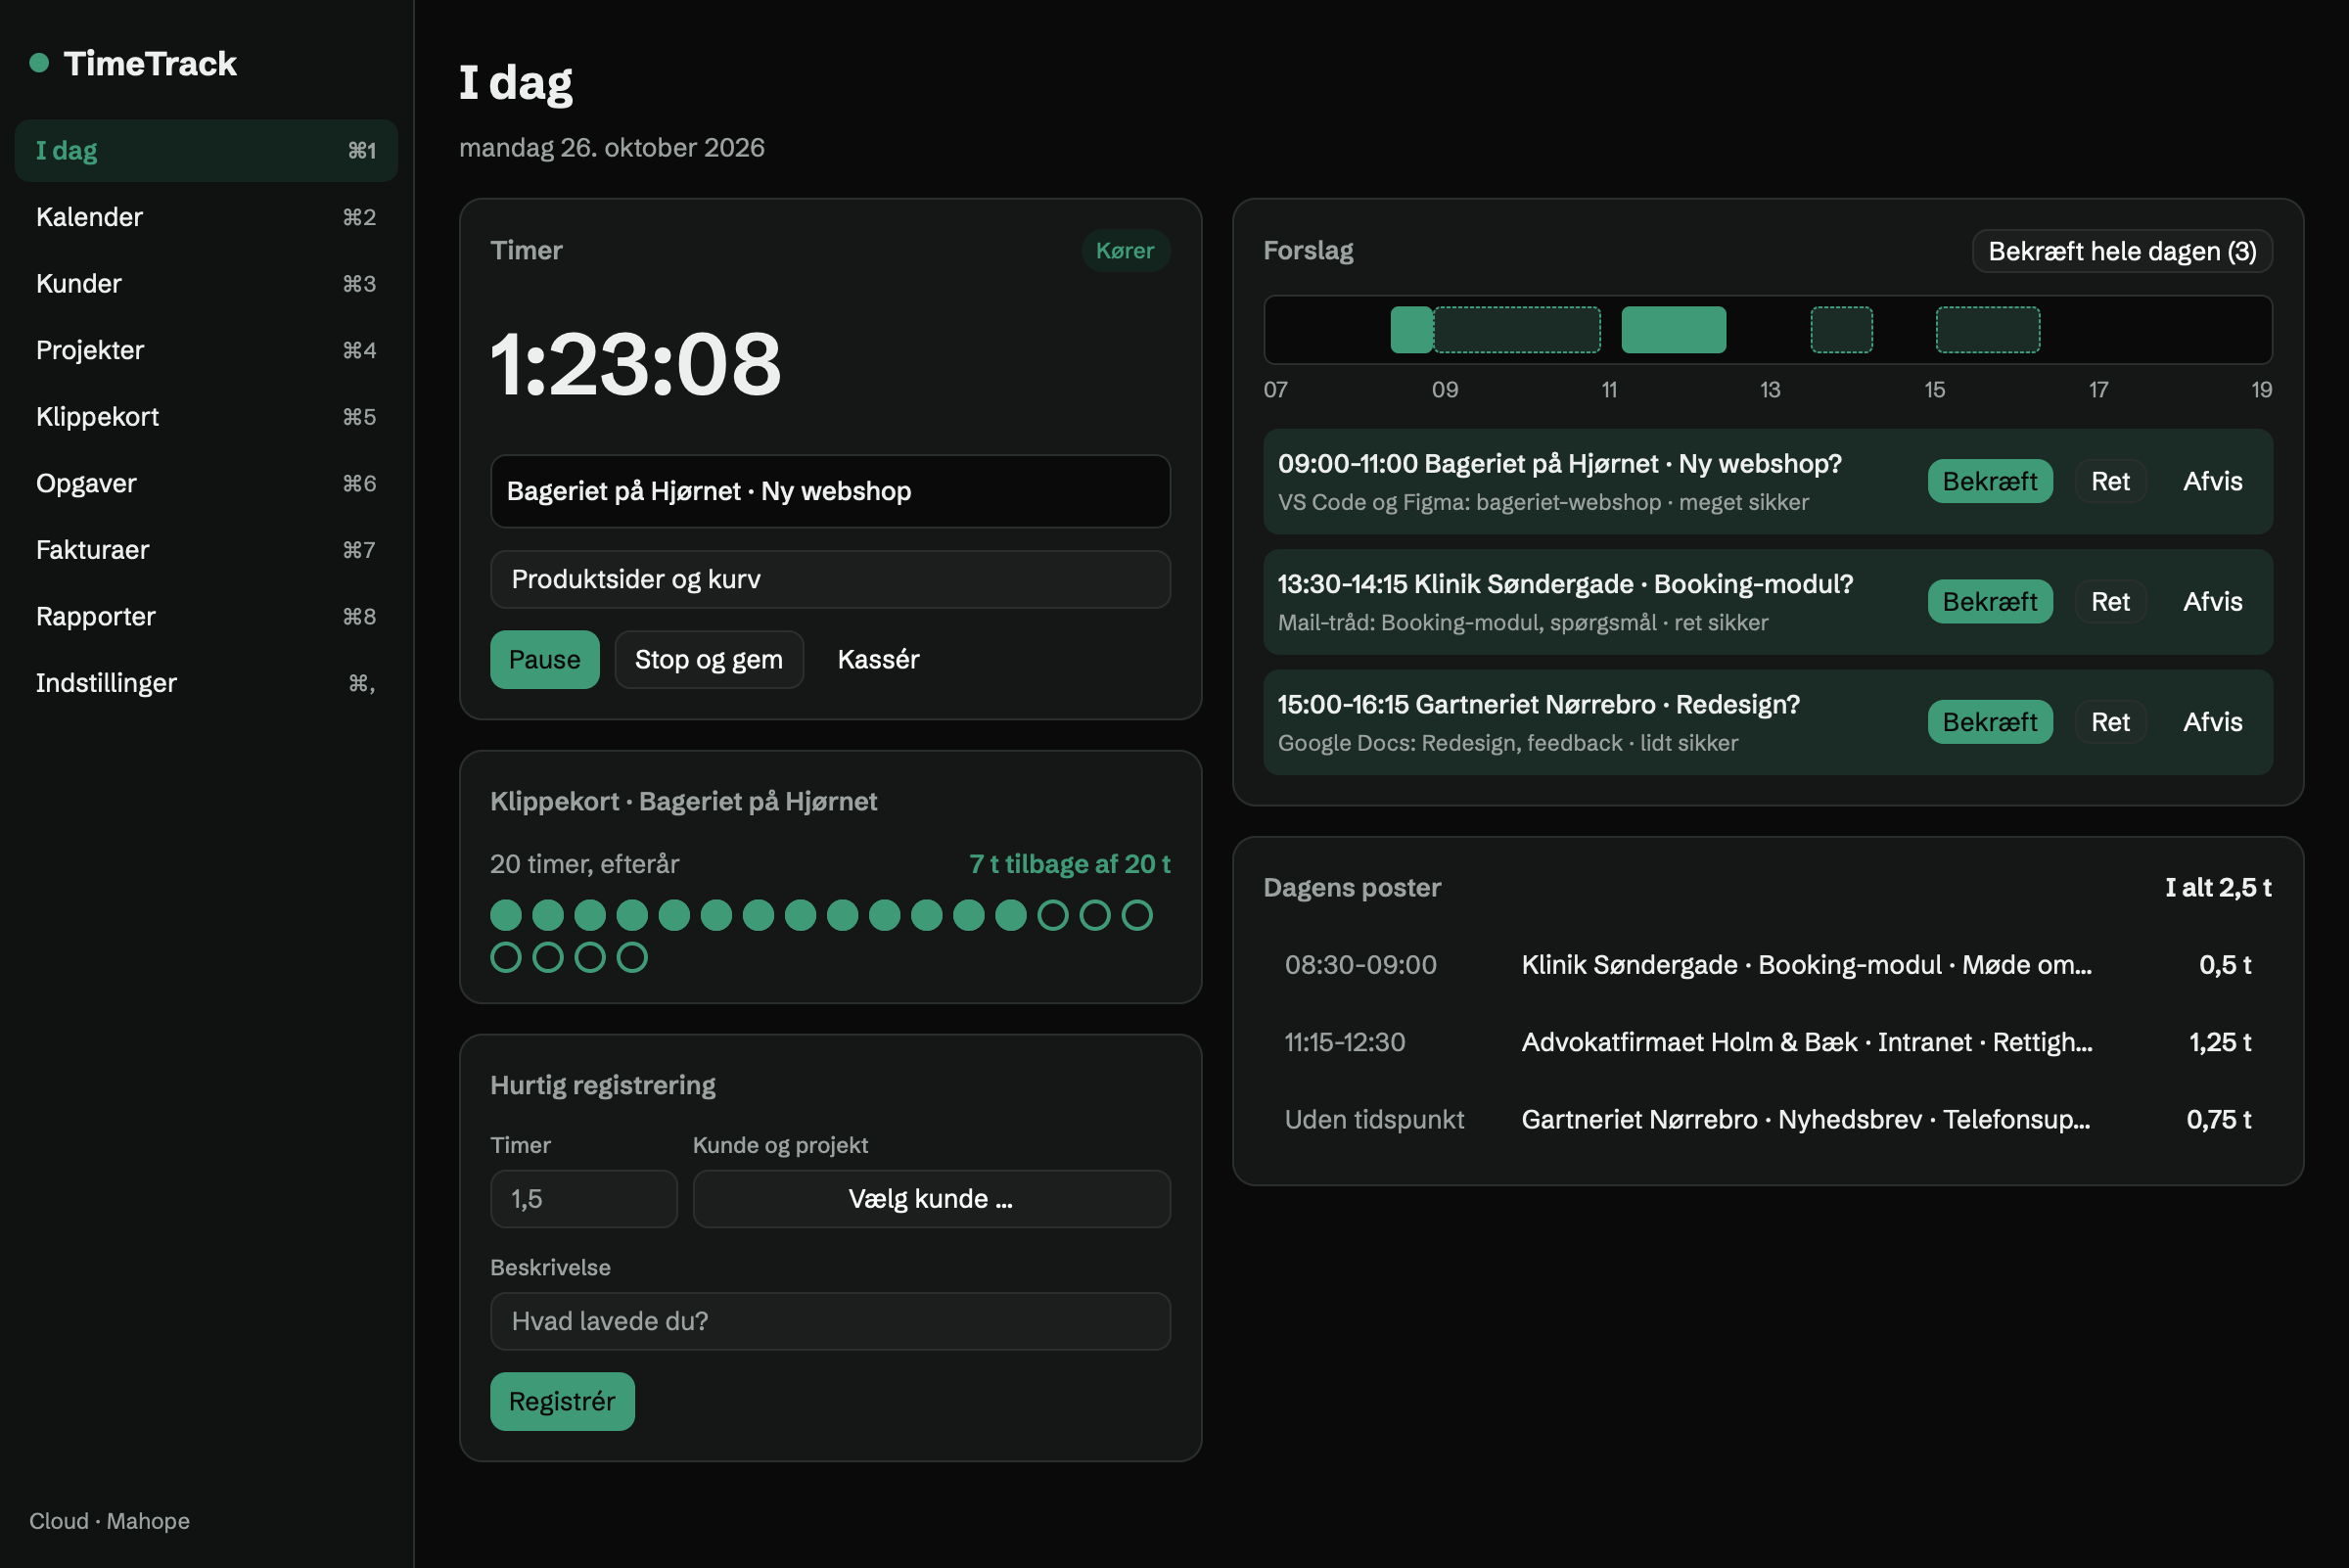 TimeTrack
I dag ⌘1
Kalender ⌘2
Kunder ⌘3
Projekter ⌘4
Klippekort ⌘5
Opgaver ⌘6
Fakturaer ⌘7
Rapporter ⌘8
Indstillinger ⌘,
Cloud · Mahope
I dag
mandag 26. oktober 2026
Timer Kører
1:23:08
Bageriet på Hjørnet · Ny webshop
Produktsider og kurv
Pause Stop og gem Kassér
Klippekort · Bageriet på Hjørnet
20 timer, efterår 7 t tilbage af 20 t
Hurtig registrering
Timer Kunde og projekt
1,5 Vælg kunde ...
Beskrivelse
Hvad lavede du?
Registrér
Forslag Bekræft hele dagen (3)
07 09 11 13 15 17 19
09:00-11:00 Bageriet på Hjørnet · Ny webshop?
VS Code og Figma: bageriet-webshop · meget sikker
Bekræft Ret Afvis
13:30-14:15 Klinik Søndergade · Booking-modul?
Mail-tråd: Booking-modul, spørgsmål · ret sikker
Bekræft Ret Afvis
15:00-16:15 Gartneriet Nørrebro · Redesign?
Google Docs: Redesign, feedback · lidt sikker
Bekræft Ret Afvis
Dagens poster I alt 2,5 t
08:30-09:00 Klinik Søndergade · Booking-modul · Møde om... 0,5 t
11:15-12:30 Advokatfirmaet Holm & Bæk · Intranet · Rettigh... 1,25 t
Uden tidspunkt Gartneriet Nørrebro · Nyhedsbrev · Telefonsup... 0,75 t